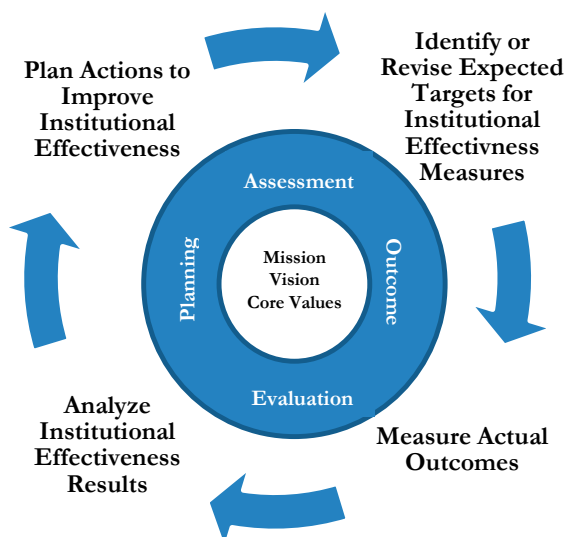 Plan Actions to
Improve
Institutional
Effectiveness
Identify or
Revise Expected
Targets for
Institutional
Effectivness
Measures
Assessment
Planning
Mission
Vision
Core Values
Outcome
Evaluation
Analyze
Institutional
Effectiveness
Results
Measure Actual
Outcomes